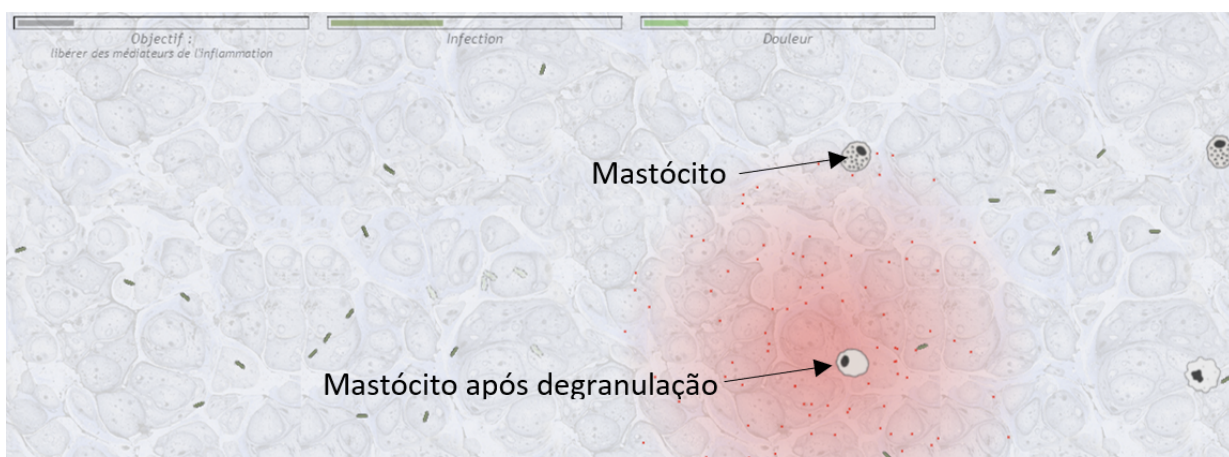 Objectif :
libérer des médiateurs de l'inflammation
Infection
Douleur
Mastócito
Mastócito após degranulação